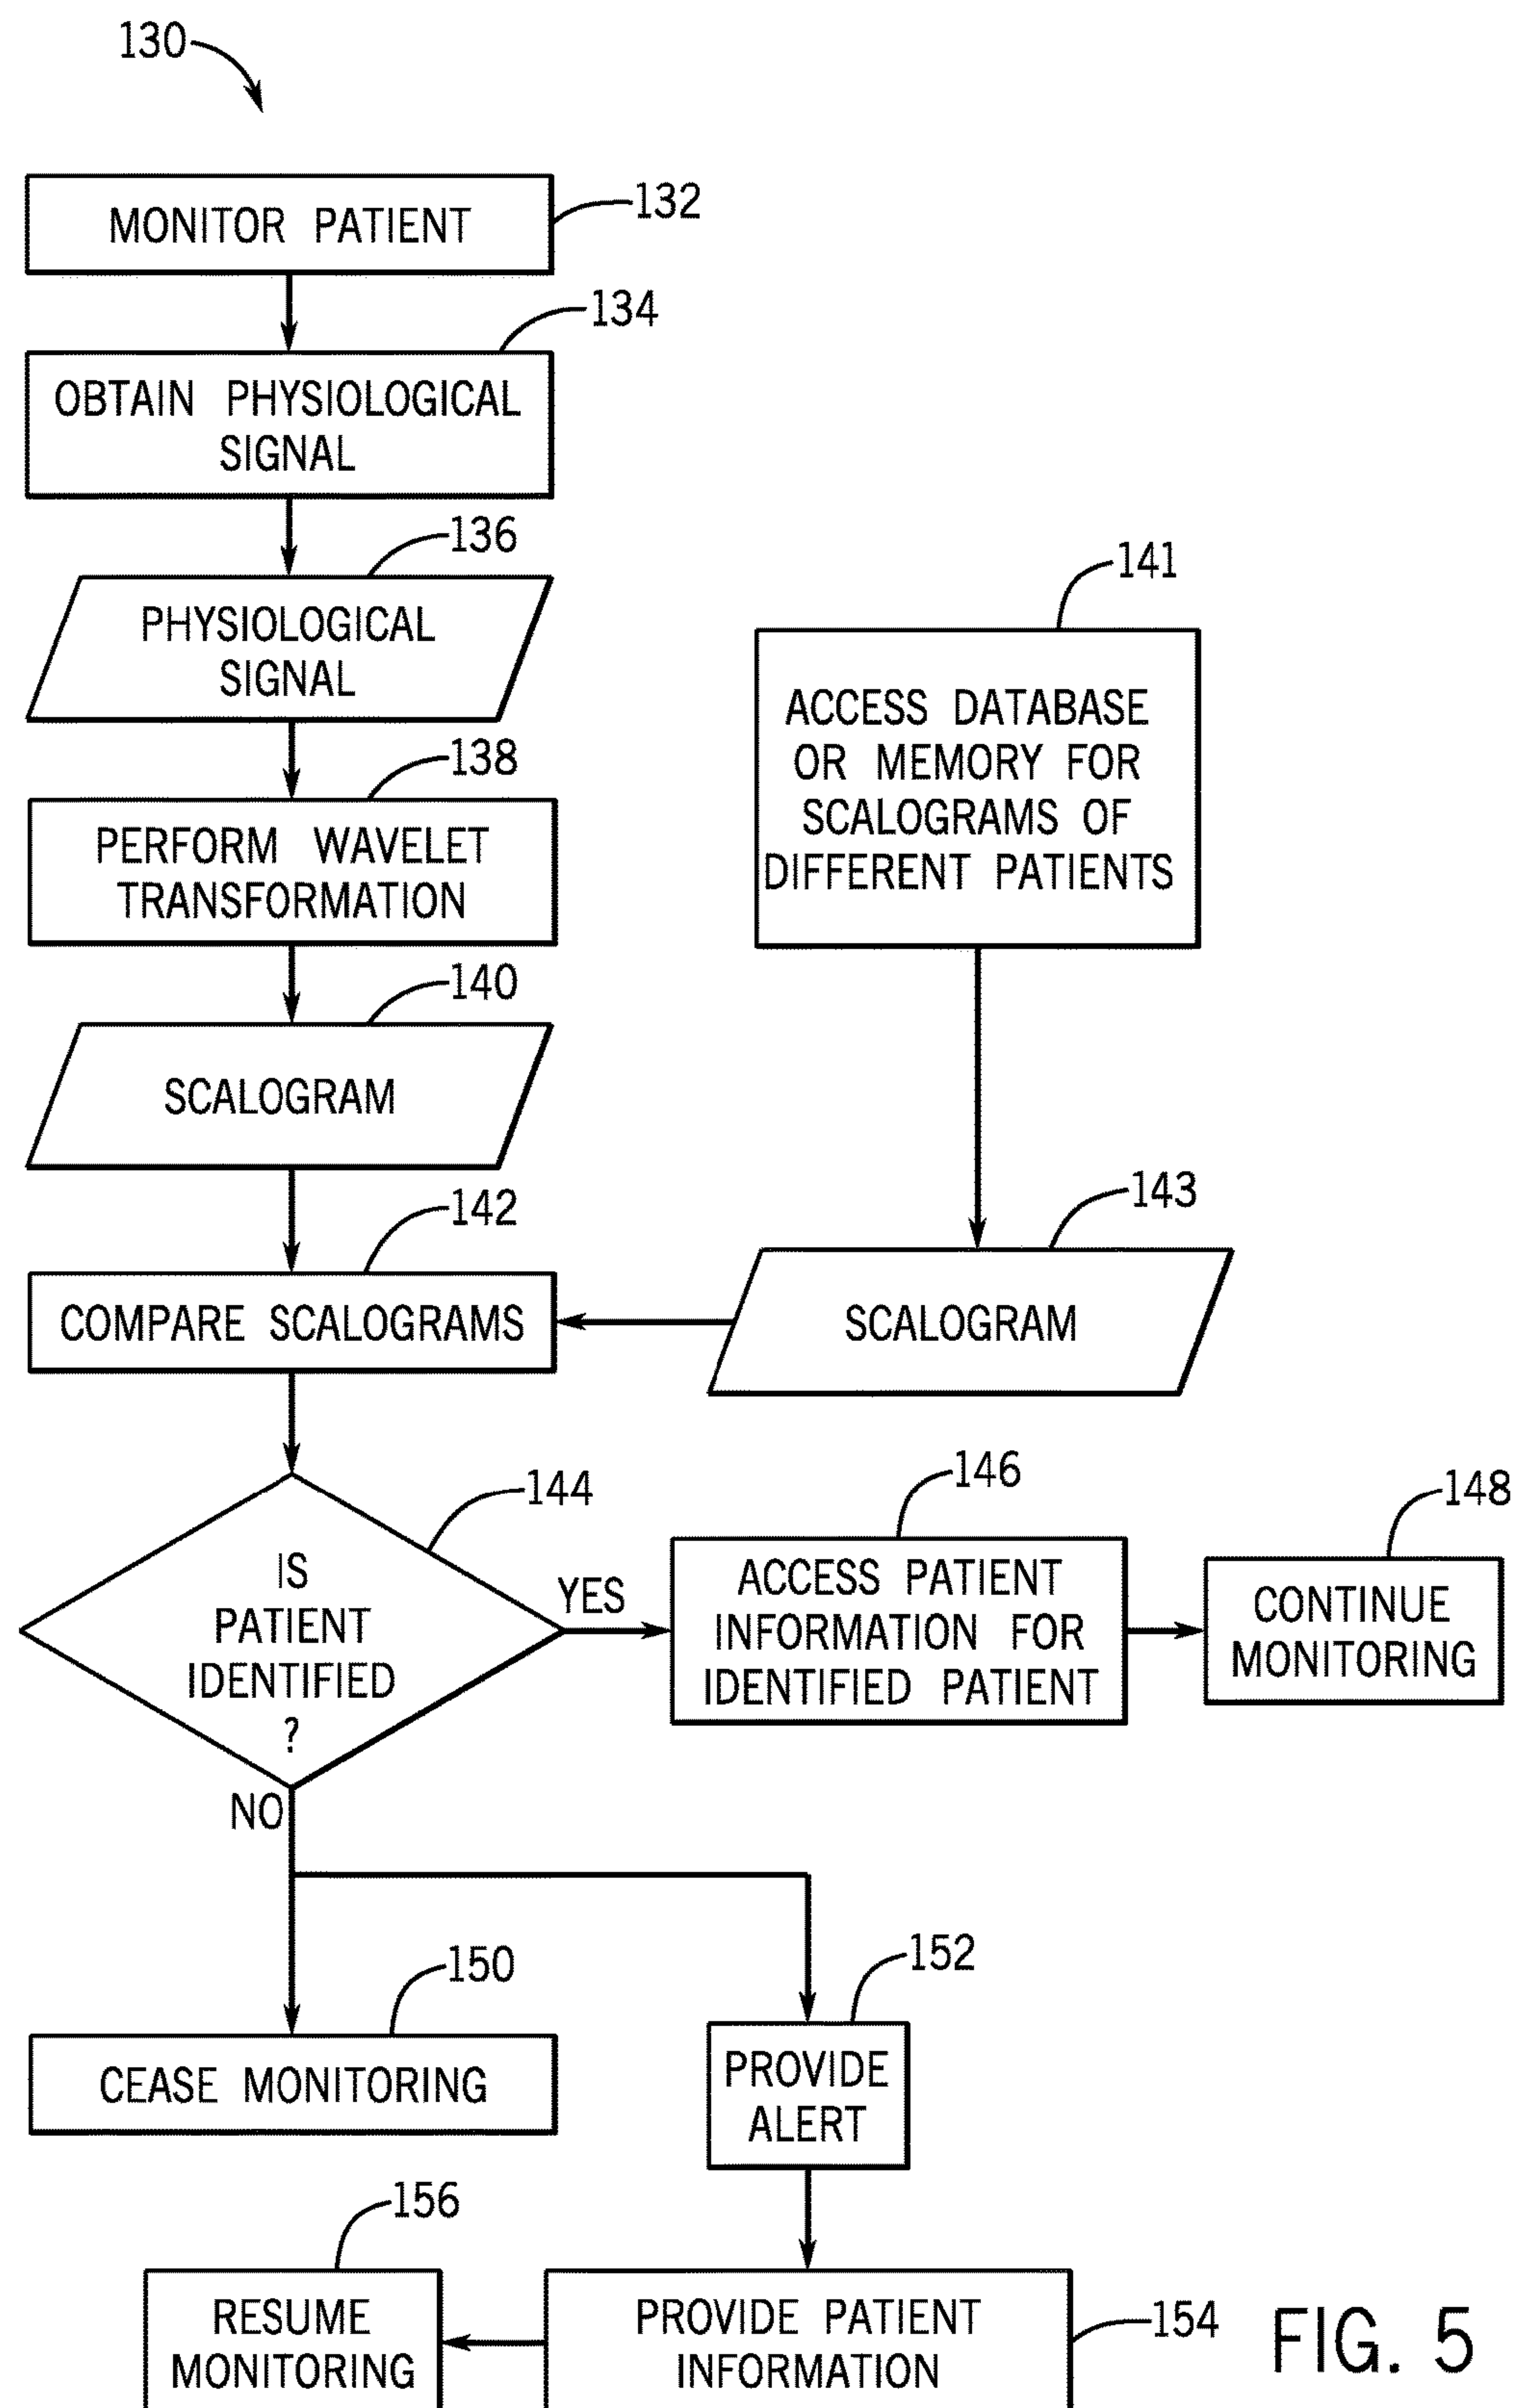 130
MONITOR PATIENT
132
134
OBTAIN PHYSIOLOGICAL
SIGNAL
136
PHYSIOLOGICAL
SIGNAL
138
PERFORM WAVELET
TRANSFORMATION
140
SCALOGRAM
141
ACCESS DATABASE
OR MEMORY FOR
SCALOGRAMS OF
DIFFERENT PATIENTS
143
SCALOGRAM
142
COMPARE SCALOGRAMS
144
IS
PATIENT
IDENTIFIED
?
YES
146
ACCESS PATIENT
INFORMATION FOR
IDENTIFIED PATIENT
148
CONTINUE
MONITORING
NO
150
CEASE MONITORING
152
PROVIDE
ALERT
154
PROVIDE PATIENT
INFORMATION
156
RESUME
MONITORING
FIG. 5